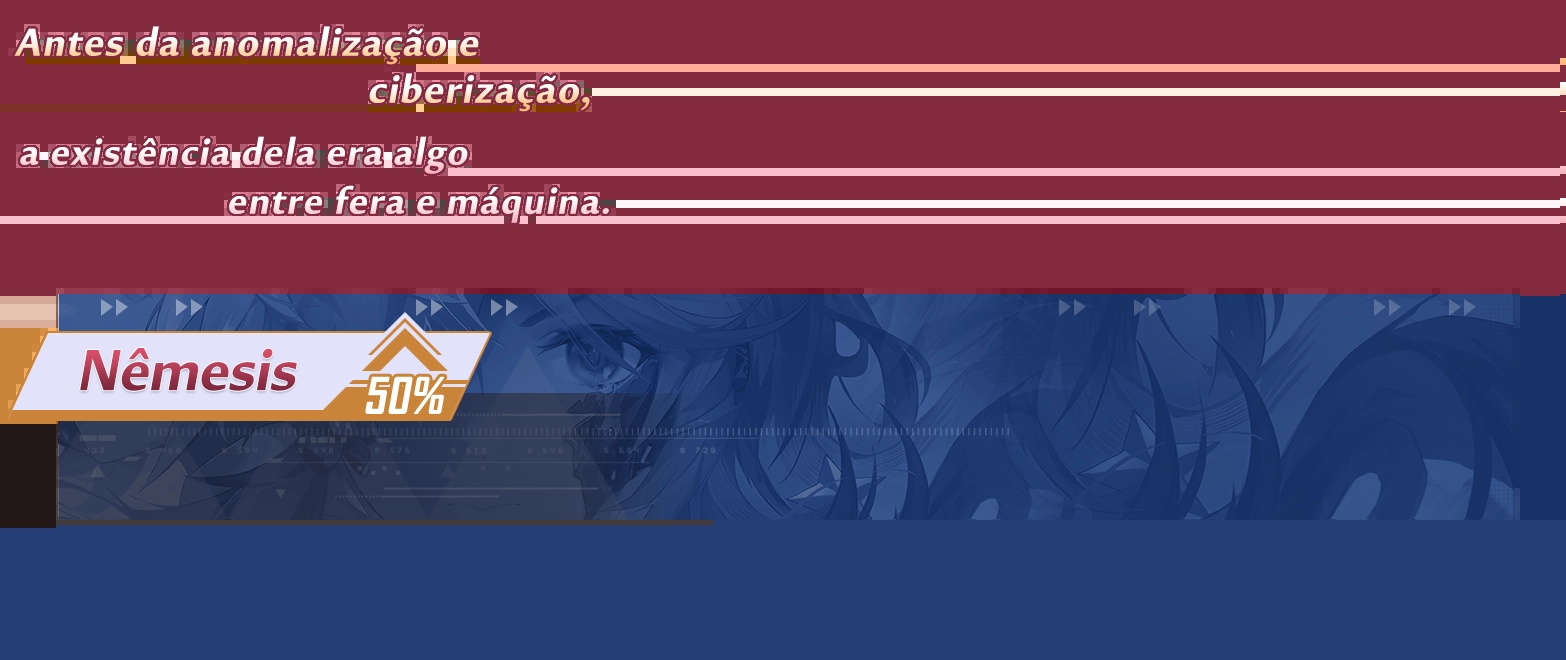 Antes da anomalização e
ciberização,
a existência dela era algo
entre fera e máquina.
Nêmesis
50%